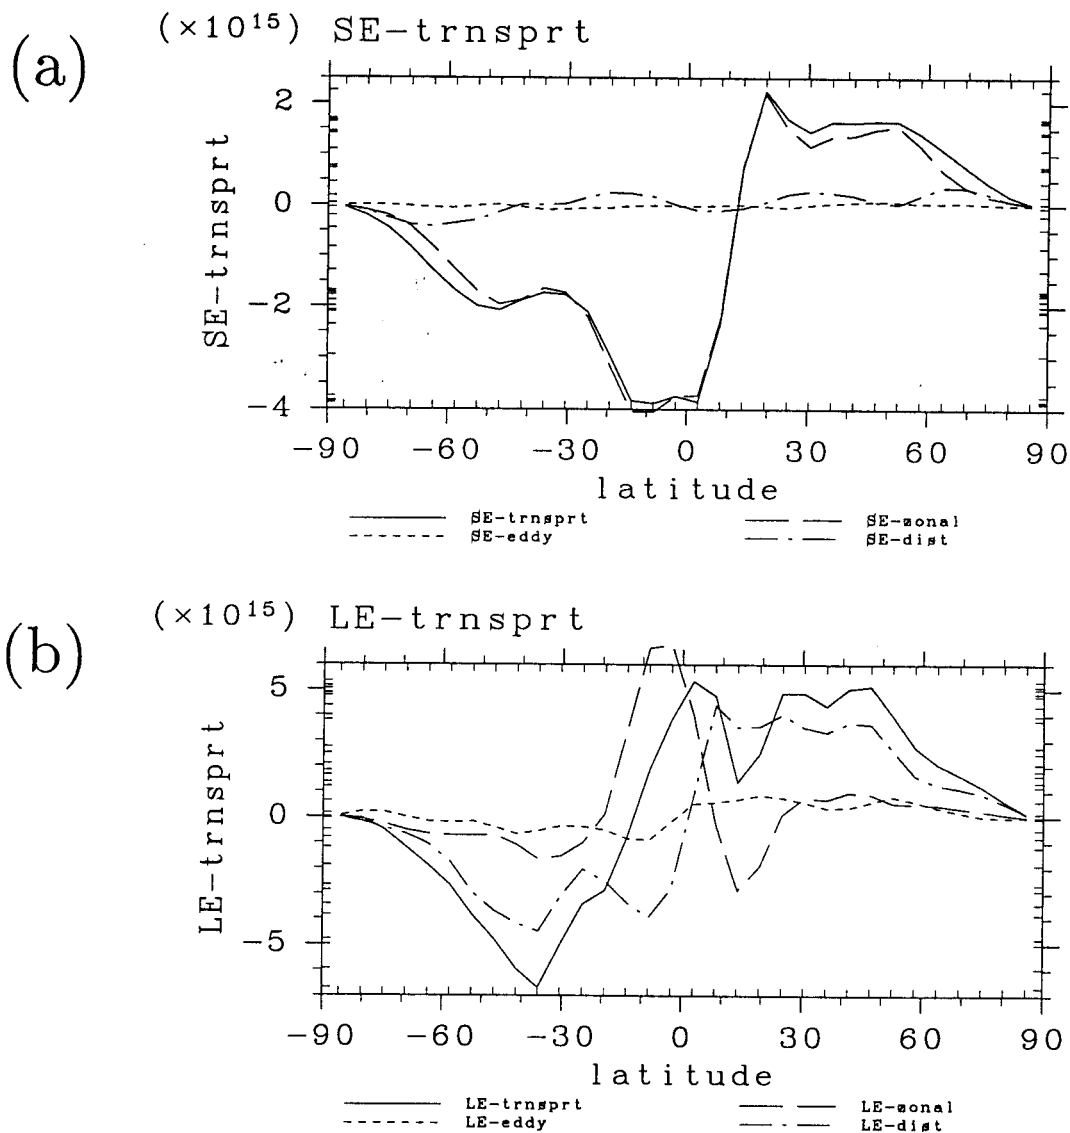 (a)
(×10¹⁵) SE-trnsprt
SE-trnsprt
2
0
-2
-4
-90 -60 -30 0 30 60 90
latitude
SE-trnsprt SE-zonal
SE-eddy SE-dist
(b)
(×10¹⁵) LE-trnsprt
LE-trnsprt
5
0
-5
-90 -60 -30 0 30 60 90
latitude
LE-trnsprt LE-zonal
LE-eddy LE-dist